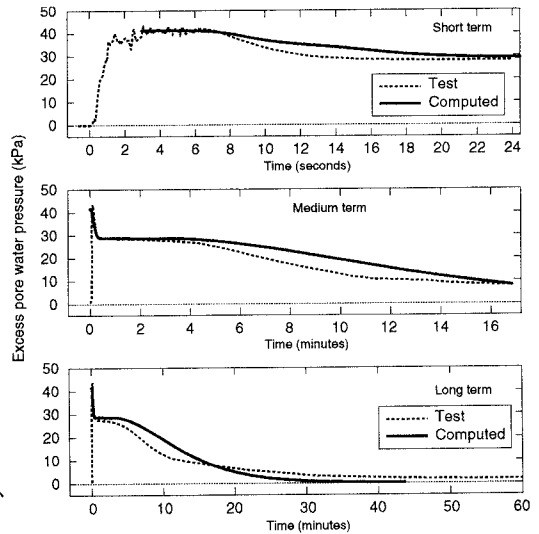 Excess pore water pressure (kPa)
50
40
30
20
10
0
Short term
Test
Computed
0 2 4 6 8 10 12 14 16 18 20 22 24
Time (seconds)
50
40
30
20
10
0
Medium term
0 2 4 6 8 10 12 14 16
Time (minutes)
50
40
30
20
10
0
Long term
Test
Computed
0 10 20 30 40 50 60
Time (minutes)